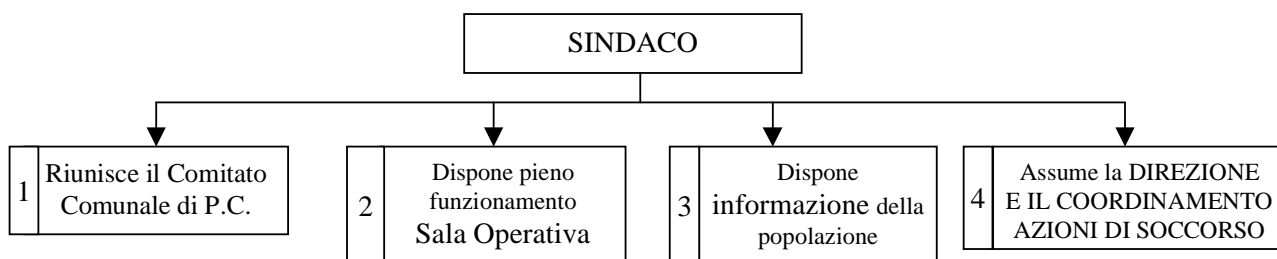 SINDACO
1
Riunisce il Comitato
Comunale di P.C.
2
Dispone pieno
funzionamento
Sala Operativa
3
Dispone
informazione della
popolazione
4
Assume la DIREZIONE
E IL COORDINAMENTO
AZIONI DI SOCCORSO